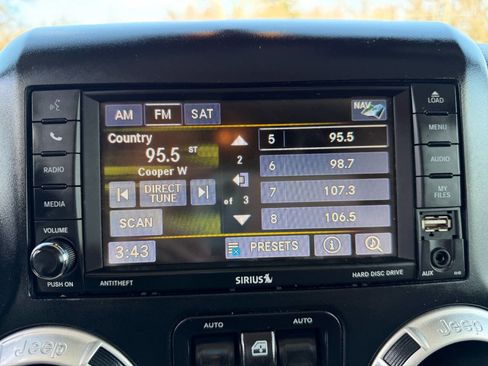 AM FM SAT NAV
Country
95.5 ST
Cooper W
DIRECT TUNE
SCAN
3:43
2
of 3
5 95.5
6 98.7
7 107.3
8 106.5
PRESETS
RADIO
MEDIA
VOLUME
PUSH ON
LOAD
MENU
AUDIO
MY FILES
AUX
ANTITHEFT
SIRIUS
HARD DISC DRIVE
AUTO AUTO
Jeep Jeep